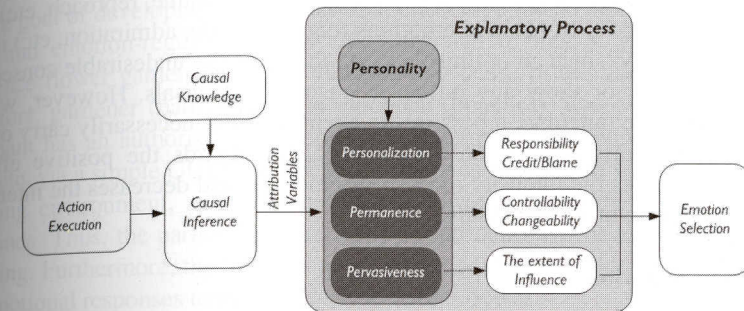 Explanatory Process
Personality
Causal
Knowledge
Attribution
Variables
Personalization
Responsibility
Credit/Blame
Action
Execution
Causal
Inference
Permanence
Controllability
Changeability
Emotion
Selection
Pervasiveness
The extent of
Influence